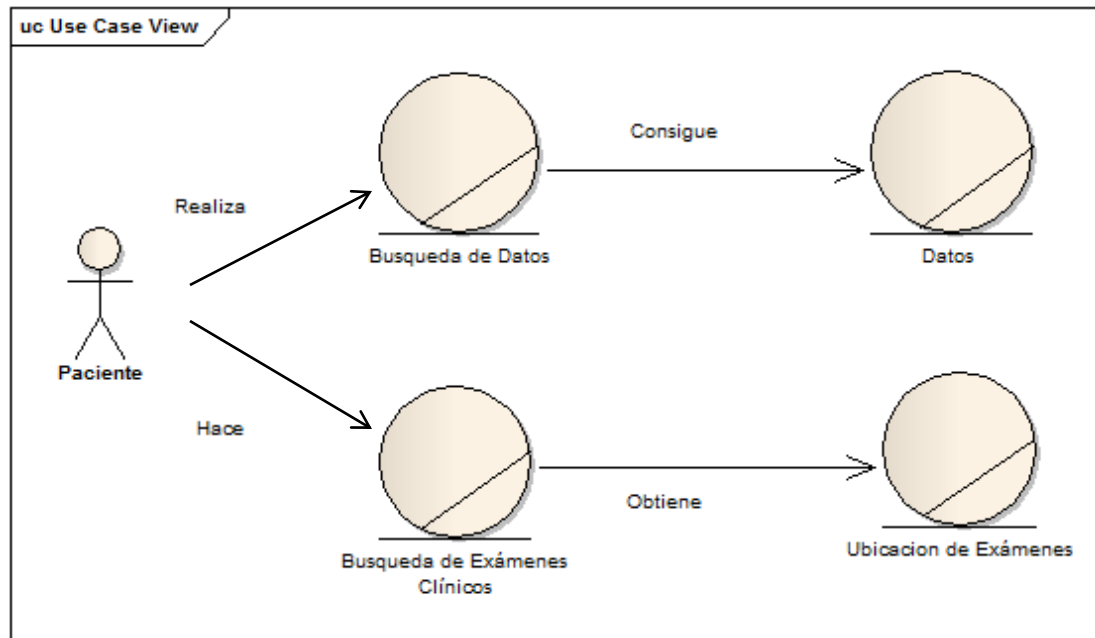 uc Use Case View
Consigue
Realiza
Busqueda de Datos
Datos
Paciente
Hace
Obtiene
Busqueda de Exámenes
Clínicos
Ubicacion de Exámenes